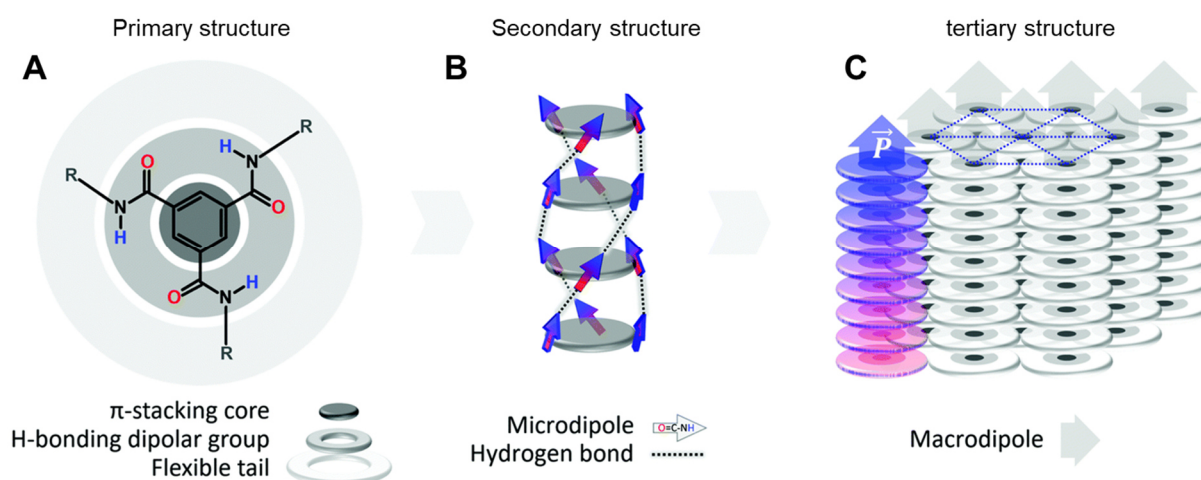 Primary structure
Secondary structure
tertiary structure
A
B
C
R
H
N
O
R
O
N
H
O
N
H
R
P
π-stacking core
H-bonding dipolar group
Flexible tail
Microdipole O=C-NH
Hydrogen bond
Macrodipole